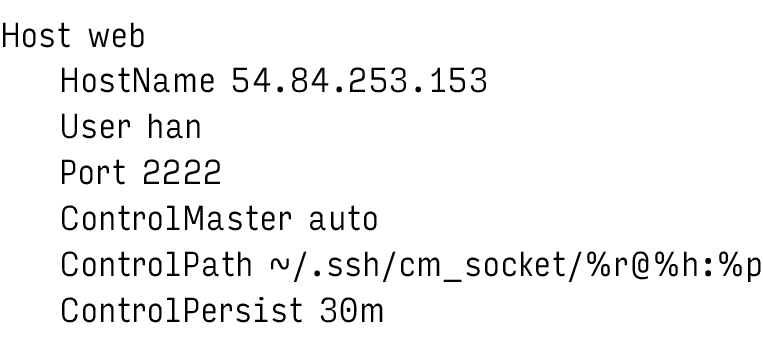 Host web
    HostName 54.84.253.153
    User han
    Port 2222
    ControlMaster auto
    ControlPath ~/.ssh/cm_socket/%r@%h:%p
    ControlPersist 30m